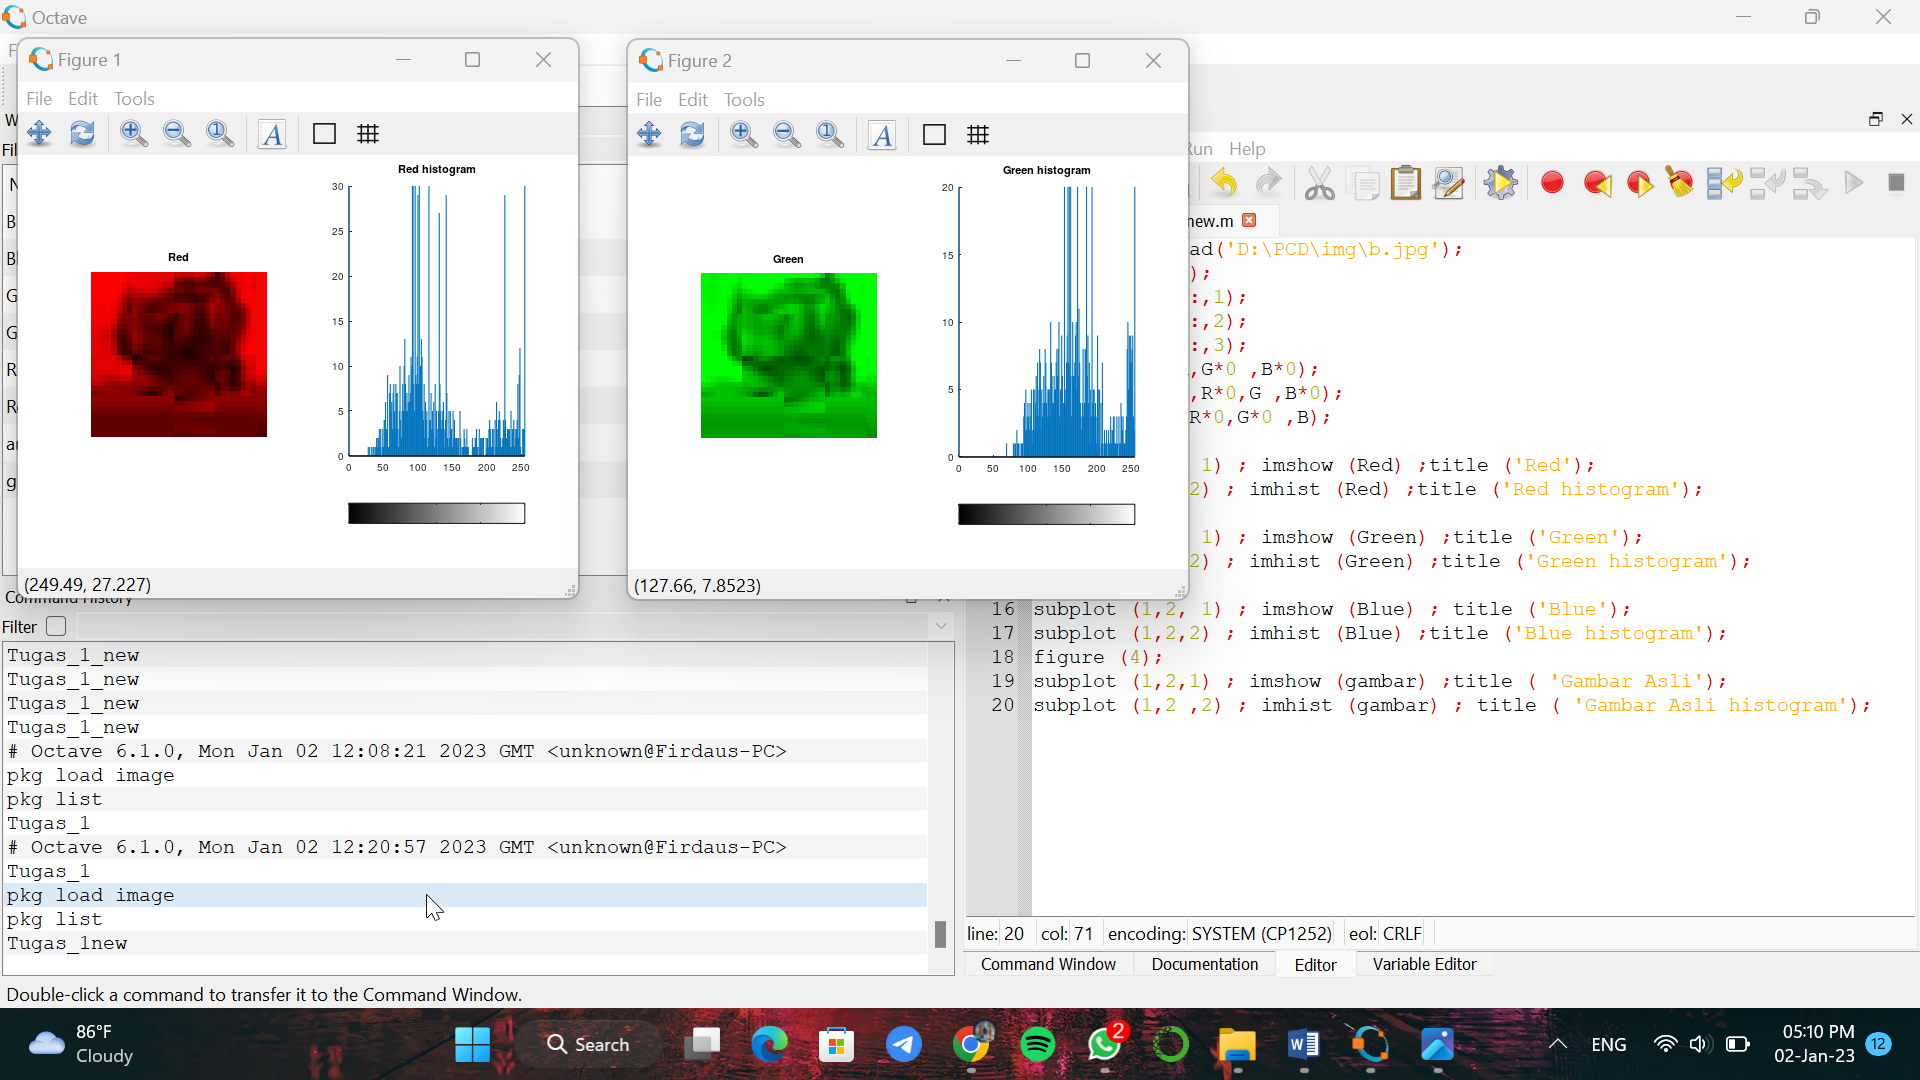 Octave
Figure 1
File Edit Tools
Red
Red histogram
30
25
20
15
10
5
0
0 50 100 150 200 250
(249.49, 27.227)
Figure 2
File Edit Tools
Green
Green histogram
20
15
10
5
0
0 50 100 150 200 250
(127.66, 7.8523)
Help
new.m
ad('D:\PCD\img\b.jpg');
);
:,1);
:,2);
:,3);
,G*0 ,B*0);
,R*0,G ,B*0);
R*0,G*0 ,B);
1) ; imshow (Red) ;title ('Red');
2) ; imhist (Red) ;title ('Red histogram');
1) ; imshow (Green) ;title ('Green');
2) ; imhist (Green) ;title ('Green histogram');
16 subplot (1,2, 1) ; imshow (Blue) ; title ('Blue');
17 subplot (1,2,2) ; imhist (Blue) ;title ('Blue histogram');
18 figure (4);
19 subplot (1,2,1) ; imshow (gambar) ;title ( 'Gambar Asli');
20 subplot (1,2 ,2) ; imhist (gambar) ; title ( 'Gambar Asli histogram');
line: 20 col: 71 encoding: SYSTEM (CP1252) eol: CRLF
Command Window Documentation Editor Variable Editor
Command History
Filter
Tugas_1_new
Tugas_1_new
Tugas_1_new
Tugas_1_new
# Octave 6.1.0, Mon Jan 02 12:08:21 2023 GMT <unknown@Firdaus-PC>
pkg load image
pkg list
Tugas_1
# Octave 6.1.0, Mon Jan 02 12:20:57 2023 GMT <unknown@Firdaus-PC>
Tugas_1
pkg load image
pkg list
Tugas_1new
Double-click a command to transfer it to the Command Window.
86°F
Cloudy
Search
2
ENG
05:10 PM
02-Jan-23
12